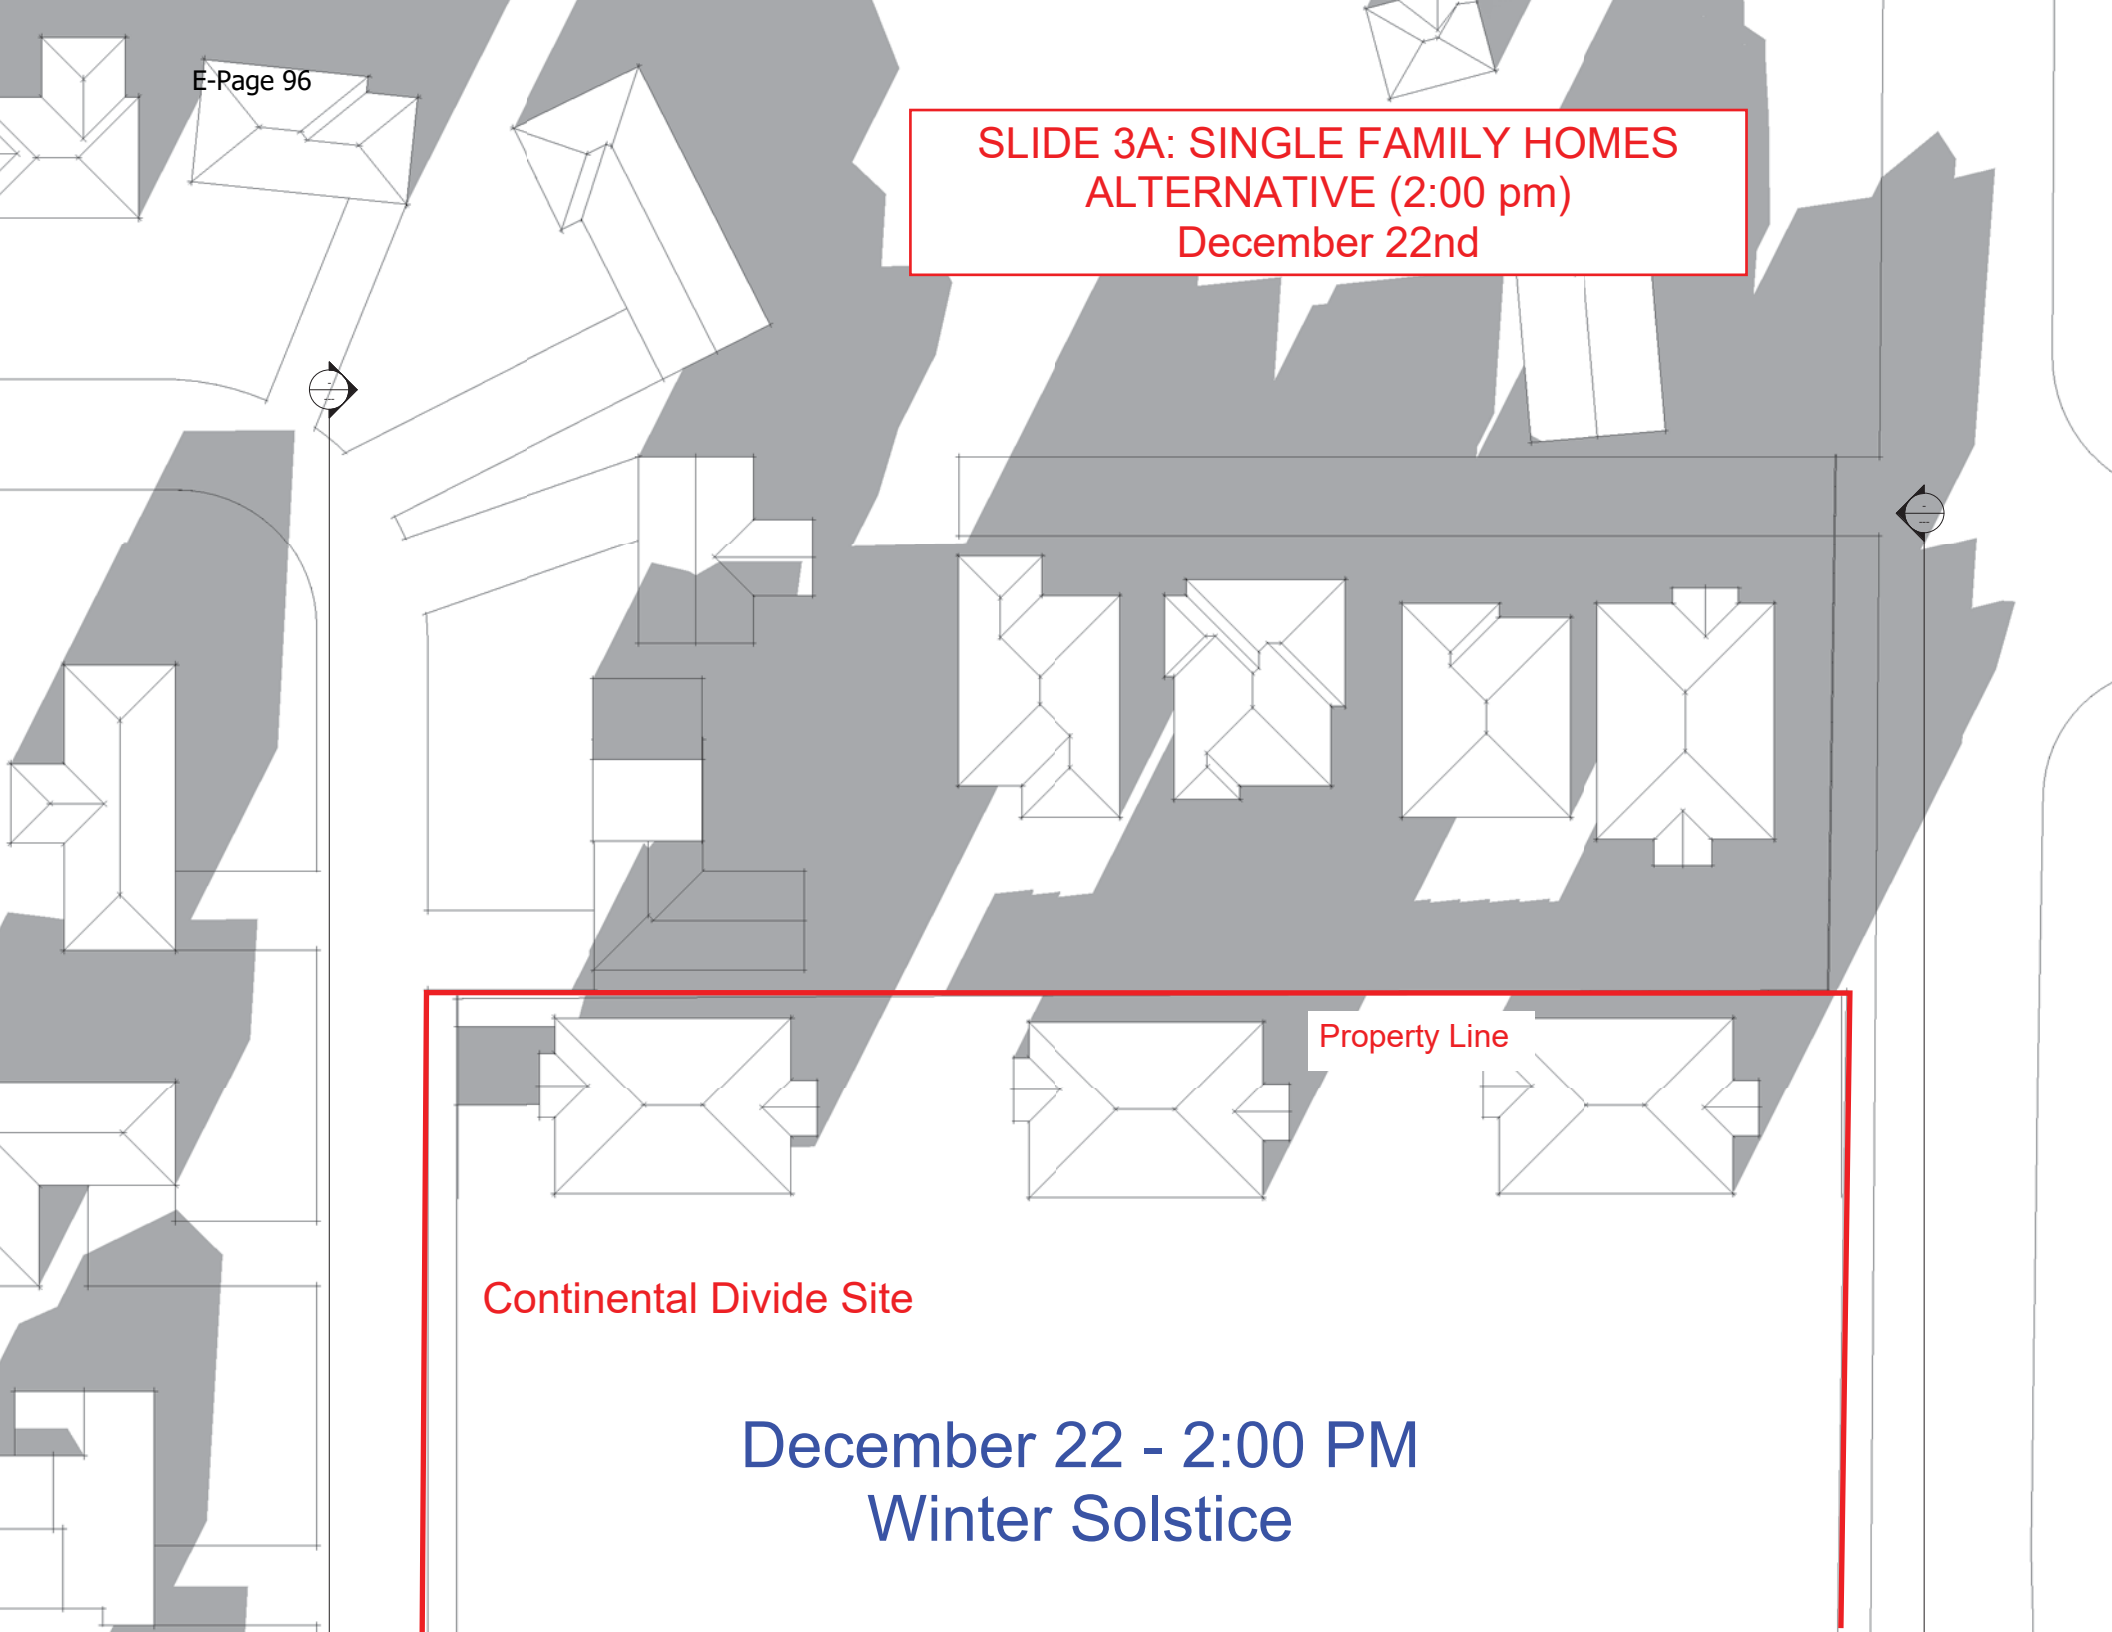 E-Page 96
SLIDE 3A: SINGLE FAMILY HOMES
ALTERNATIVE (2:00 pm)
December 22nd
Property Line
Continental Divide Site
December 22 - 2:00 PM
Winter Solstice